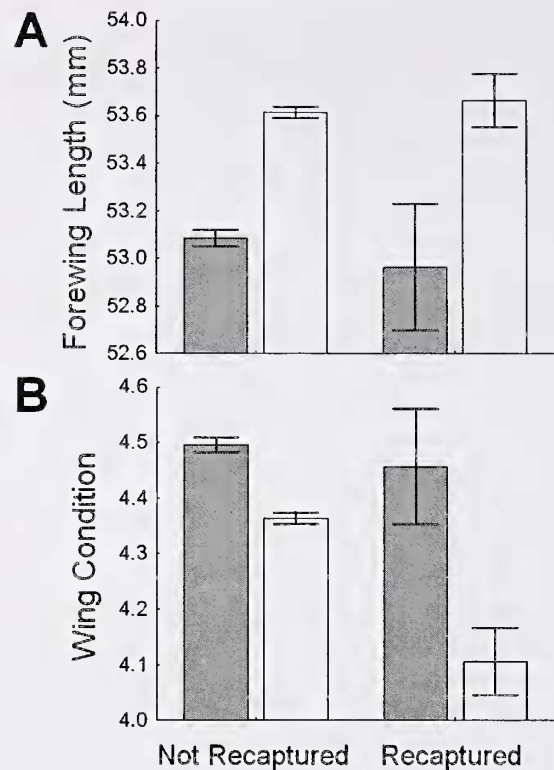 A
Forewing Length (mm)
54.0
53.8
53.6
53.4
53.2
53.0
52.8
52.6
B
Wing Condition
4.6
4.5
4.4
4.3
4.2
4.1
4.0
Not Recaptured
Recaptured